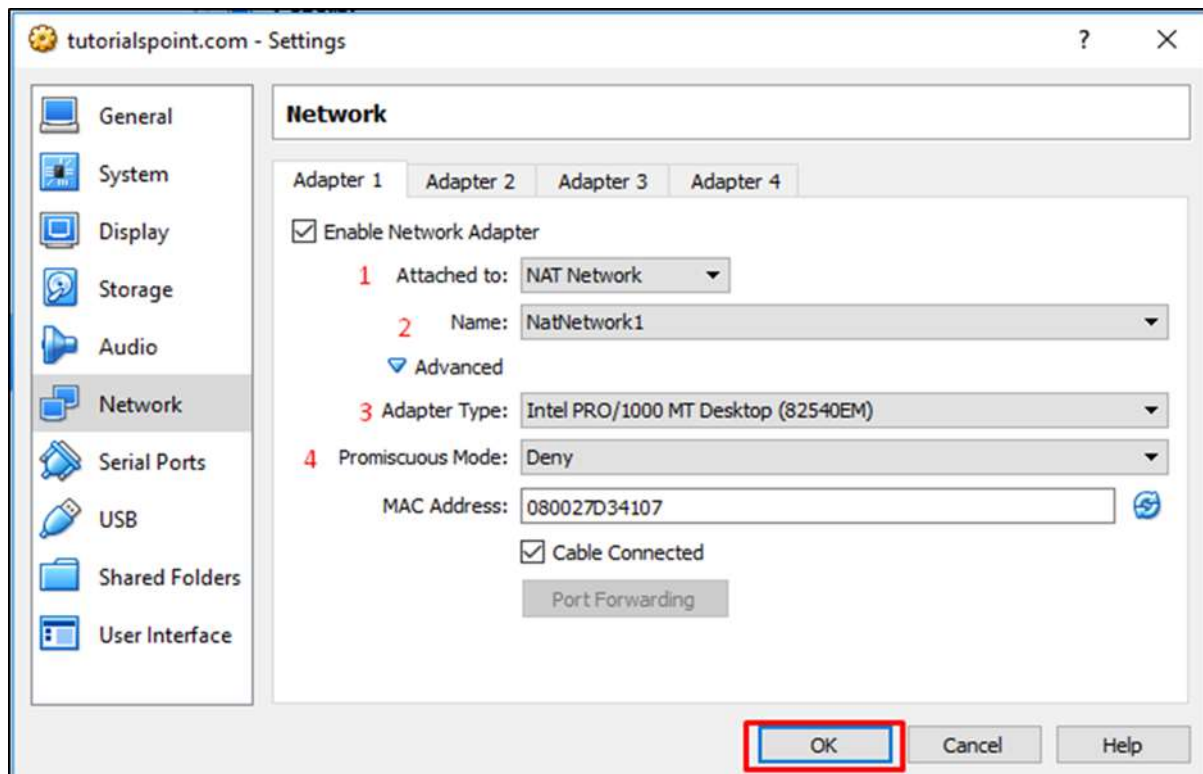 tutorialspoint.com - Settings ? ×
General
System
Display
Storage
Audio
Network
Serial Ports
USB
Shared Folders
User Interface
Network
Adapter 1 Adapter 2 Adapter 3 Adapter 4
Enable Network Adapter
1 Attached to: NAT Network
2 Name: NatNetwork1
Advanced
3 Adapter Type: Intel PRO/1000 MT Desktop (82540EM)
4 Promiscuous Mode: Deny
MAC Address: 080027D34107
Cable Connected
Port Forwarding
OK Cancel Help